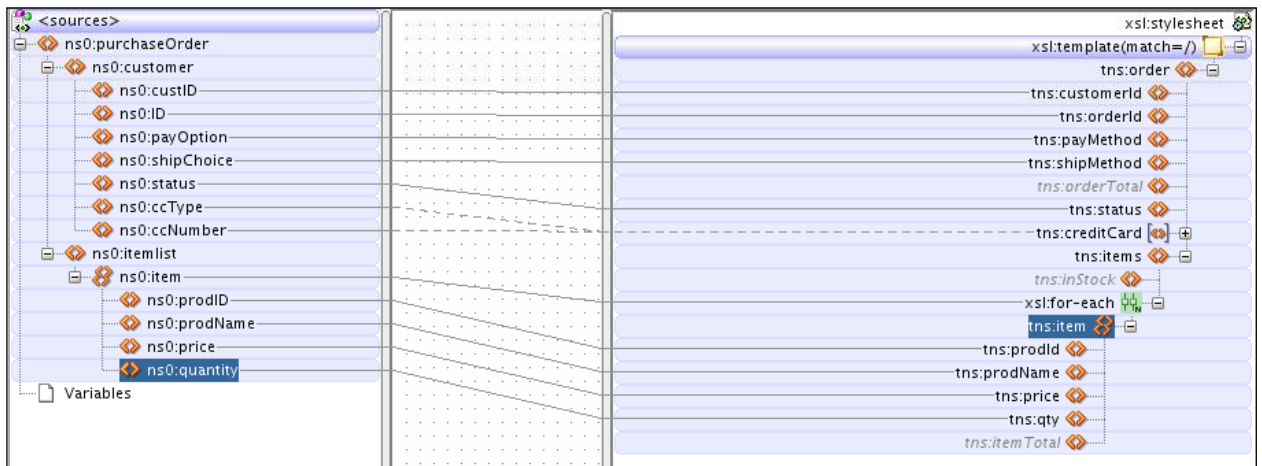 <sources>
ns0:purchaseOrder
ns0:customer
ns0:custID
ns0:ID
ns0:payOption
ns0:shipChoice
ns0:status
ns0:ccType
ns0:ccNumber
ns0:itemlist
ns0:item
ns0:prodID
ns0:prodName
ns0:price
ns0:quantity
Variables
xsl:stylesheet
xsl:template(match=/)
tns:order
tns:customerId
tns:orderId
tns:payMethod
tns:shipMethod
tns:orderTotal
tns:status
tns:creditCard
tns:items
tns:inStock
xsl:for-each
tns:item
tns:prodId
tns:prodName
tns:price
tns:qty
tns:itemTotal